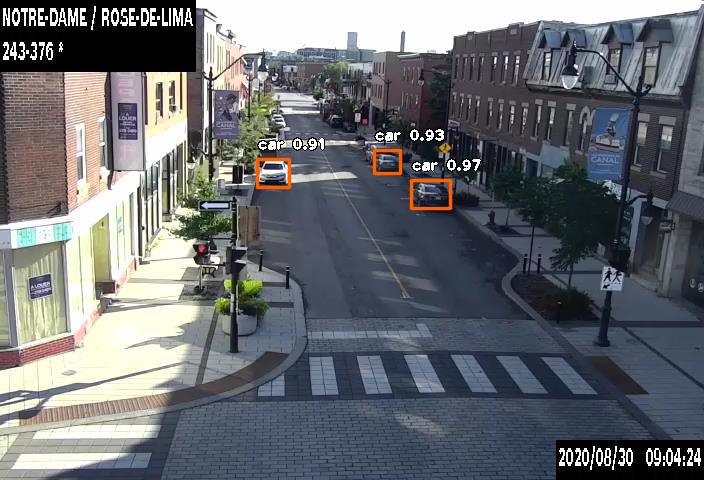 NOTRE-DAME / ROSE-DE-LIMA
243-376 *
car 0.91
car 0.93
car 0.97
À LOUER
CANAL
CANAL
A LOUER
2020/08/30 09:04:24